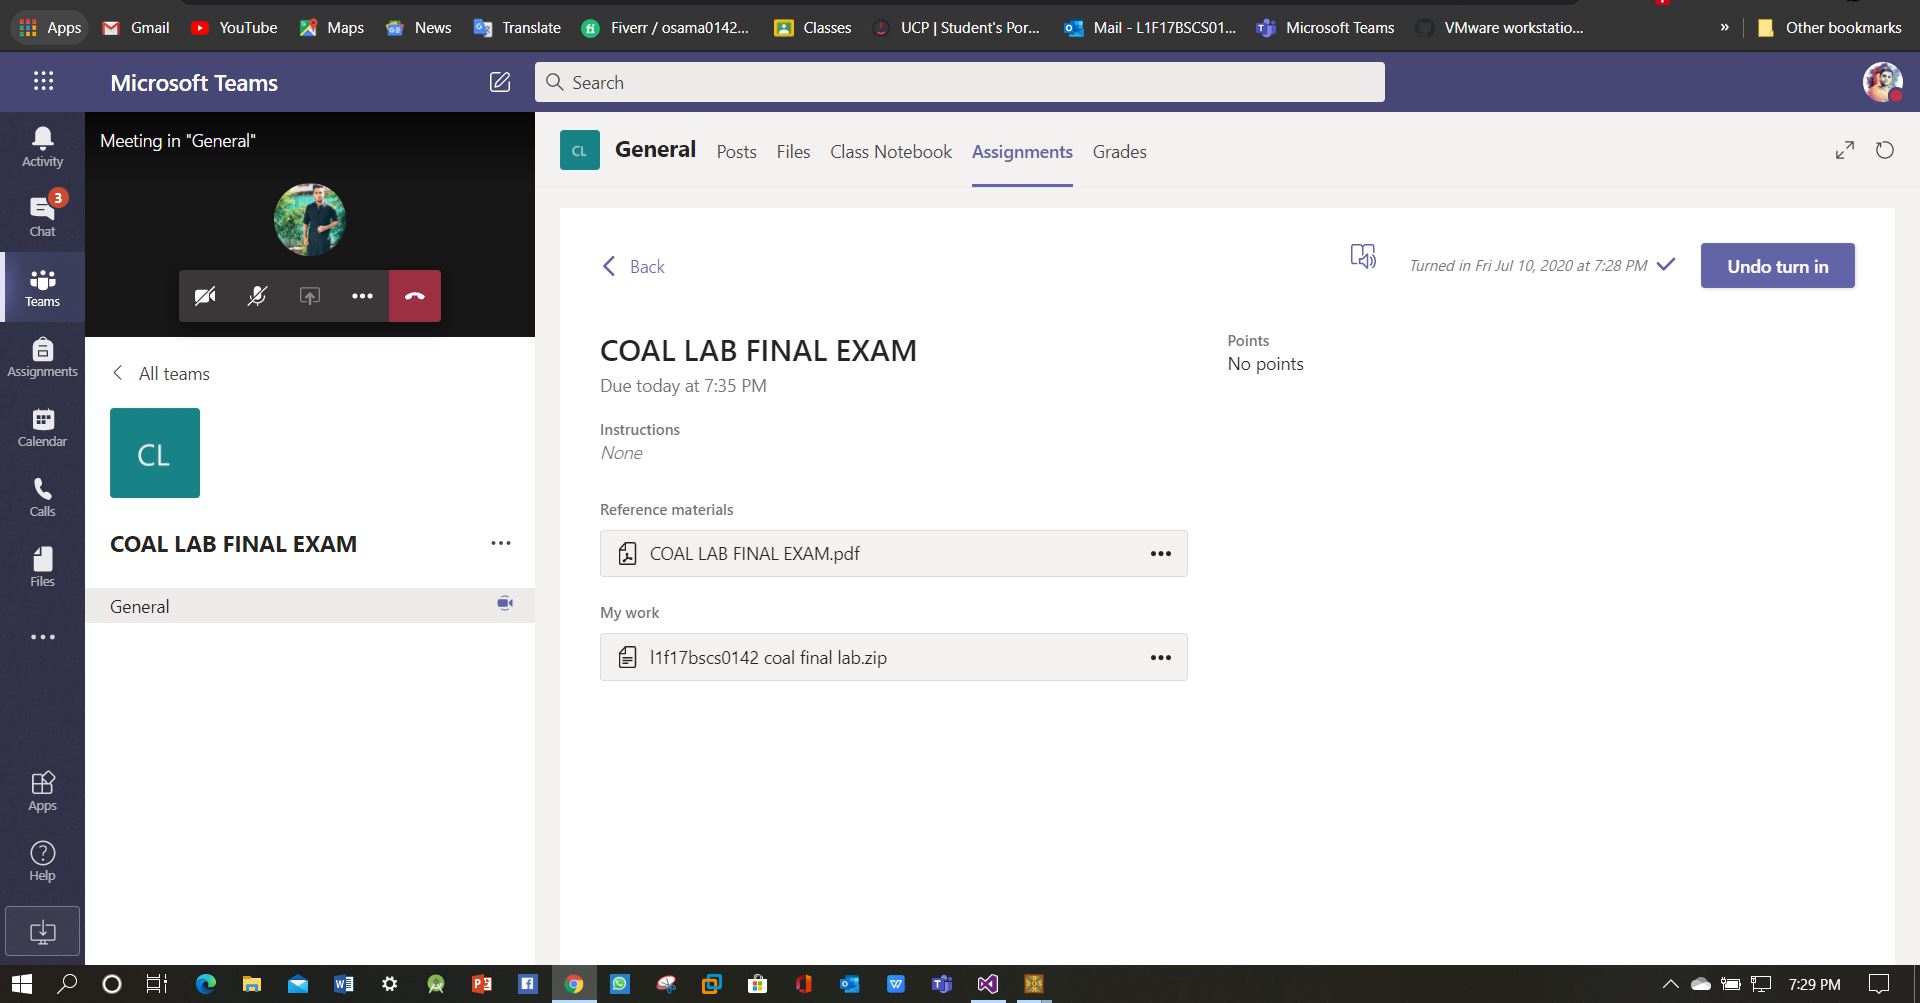 Apps
Gmail
YouTube
Maps
News
Translate
Fiverr / osama0142...
Classes
UCP | Student's Por...
Mail - L1F17BSCS01...
Microsoft Teams
VMware workstatio...
»
Other bookmarks
Microsoft Teams
Search
Activity
3
Chat
Teams
Assignments
Calendar
Calls
Files
Apps
Help
Meeting in "General"
All teams
CL
COAL LAB FINAL EXAM
General
CL
General
Posts
Files
Class Notebook
Assignments
Grades
Back
Turned in Fri Jul 10, 2020 at 7:28 PM
Undo turn in
COAL LAB FINAL EXAM
Due today at 7:35 PM
Points
No points
Instructions
None
Reference materials
COAL LAB FINAL EXAM.pdf
My work
l1f17bscs0142 coal final lab.zip
7:29 PM